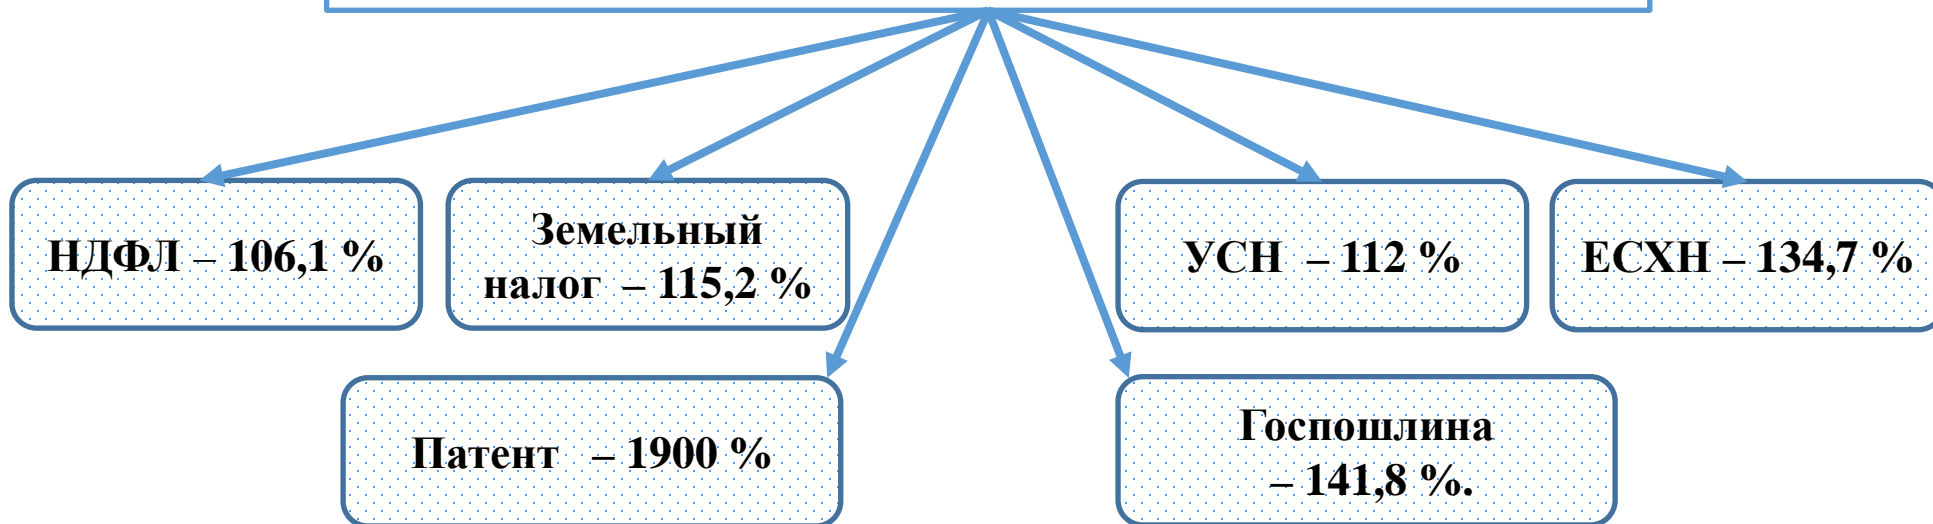 НДФЛ – 106,1 %
Земельный
налог – 115,2 %
УСН – 112 %
ЕСХН – 134,7 %
Патент – 1900 %
Госпошлина
– 141,8 %.